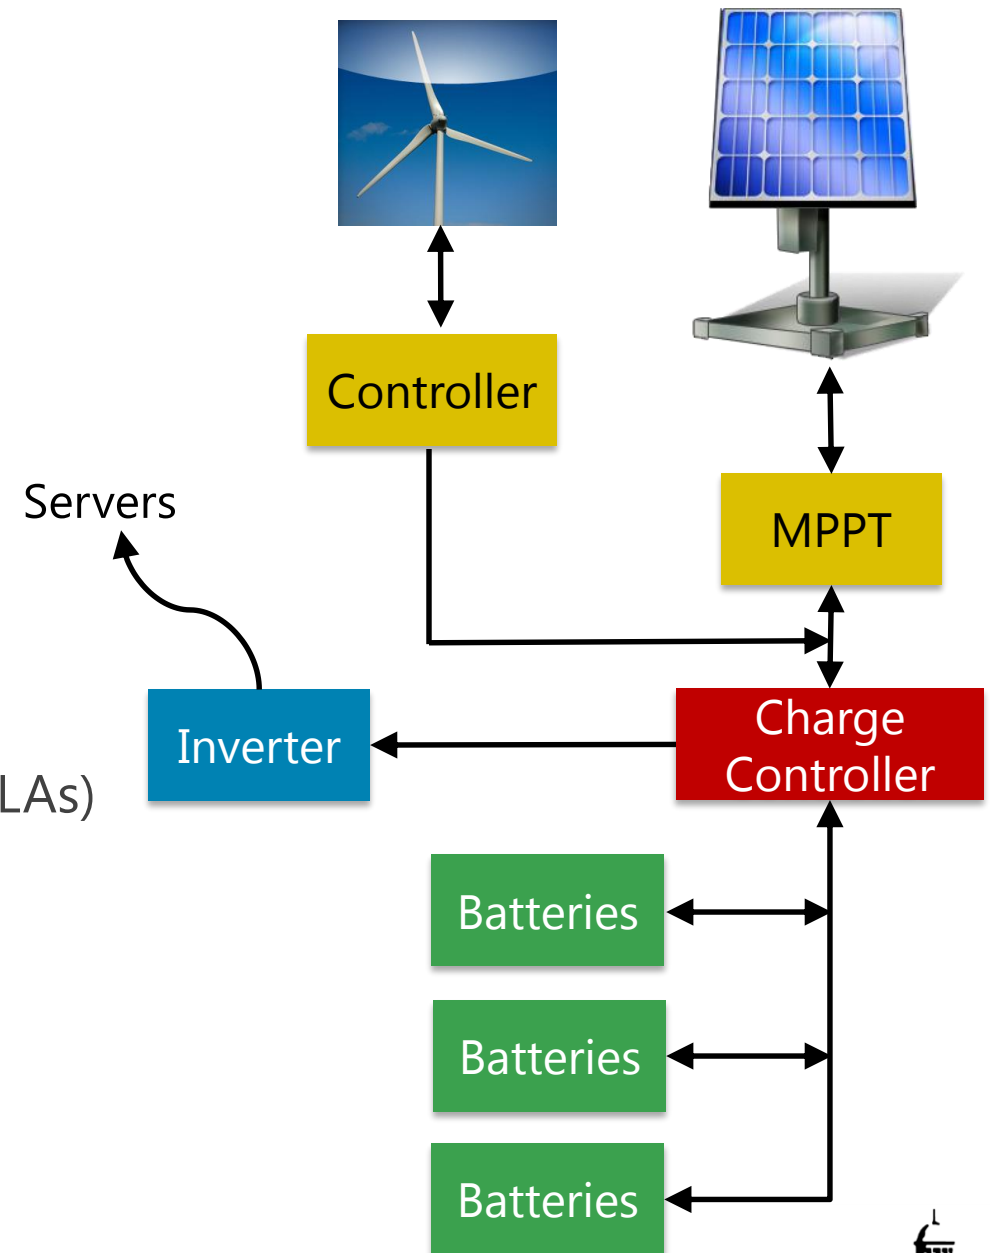 Controller
Servers
MPPT
Charge
Controller
Inverter
LAs)
Batteries
Batteries
Batteries